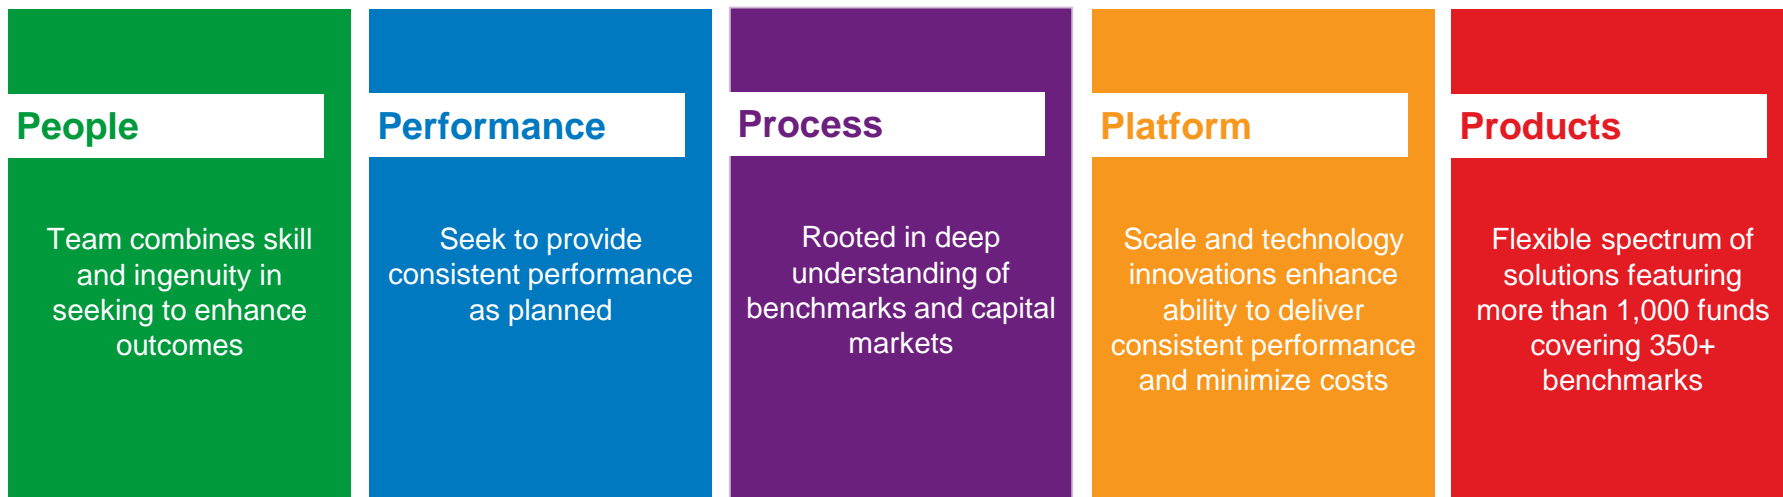 People
Team combines skill
and ingenuity in
seeking to enhance
outcomes
Performance
Seek to provide
consistent performance
as planned
Process
Rooted in deep
understanding of
benchmarks and capital
markets
Platform
Scale and technology
innovations enhance
ability to deliver
consistent performance
and minimize costs
Products
Flexible spectrum of
solutions featuring
more than 1,000 funds
covering 350+
benchmarks